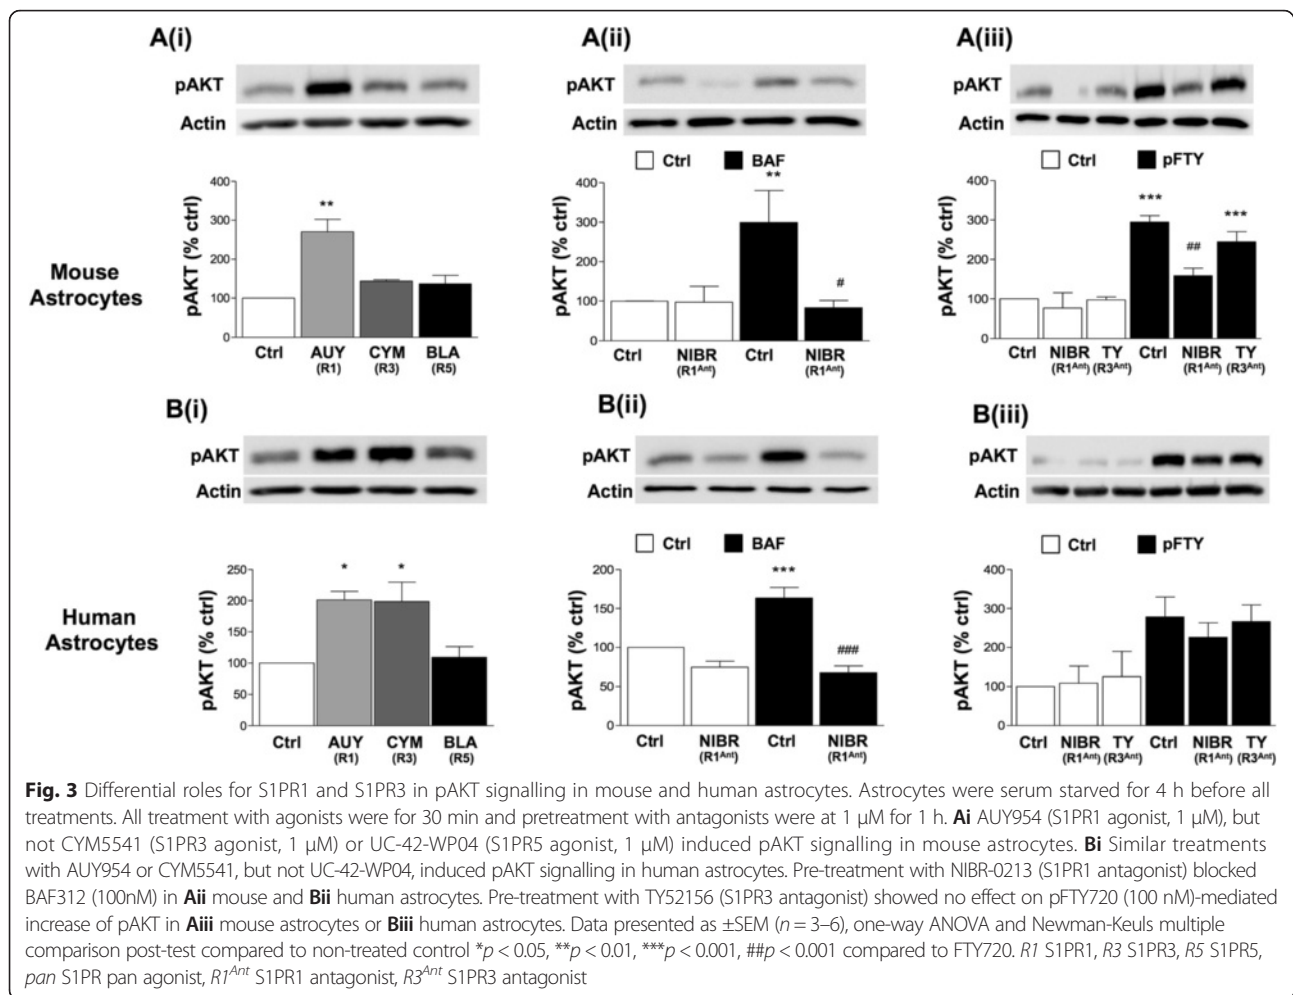 A(i)
pAKT
Actin
400
300
200
100
0
pAKT (% ctrl)
**
Ctrl
AUY
(R1)
CYM
(R3)
BLA
(R5)
A(ii)
pAKT
Actin
Ctrl
BAF
400
300
200
100
0
pAKT (% ctrl)
**
#
Ctrl
NIBR
(R1Ant)
Ctrl
NIBR
(R1Ant)
A(iii)
pAKT
Actin
Ctrl
pFTY
400
300
200
100
0
pAKT (% ctrl)
***
##
***
Ctrl
NIBR
(R1Ant)
TY
(R3Ant)
Ctrl
NIBR
(R1Ant)
TY
(R3Ant)
Mouse
Astrocytes
B(i)
pAKT
Actin
250
200
150
100
50
0
pAKT (% ctrl)
*
*
Ctrl
AUY
(R1)
CYM
(R3)
BLA
(R5)
B(ii)
pAKT
Actin
Ctrl
BAF
200
150
100
50
0
pAKT (% ctrl)
***
###
Ctrl
NIBR
(R1Ant)
Ctrl
NIBR
(R1Ant)
B(iii)
pAKT
Actin
Ctrl
pFTY
400
300
200
100
0
pAKT (% ctrl)
Ctrl
NIBR
(R1Ant)
TY
(R3Ant)
Ctrl
NIBR
(R1Ant)
TY
(R3Ant)
Human
Astrocytes
Fig. 3 Differential roles for S1PR1 and S1PR3 in pAKT signalling in mouse and human astrocytes. Astrocytes were serum starved for 4 h before all
treatments. All treatment with agonists were for 30 min and pretreatment with antagonists were at 1 μM for 1 h. Ai AUY954 (S1PR1 agonist, 1 μM), but
not CYM5541 (S1PR3 agonist, 1 μM) or UC-42-WP04 (S1PR5 agonist, 1 μM) induced pAKT signalling in mouse astrocytes. Bi Similar treatments
with AUY954 or CYM5541, but not UC-42-WP04, induced pAKT signalling in human astrocytes. Pre-treatment with NIBR-0213 (S1PR1 antagonist) blocked
BAF312 (100nM) in Aii mouse and Bii human astrocytes. Pre-treatment with TY52156 (S1PR3 antagonist) showed no effect on pFTY720 (100 nM)-mediated
increase of pAKT in Aiii mouse astrocytes or Biii human astrocytes. Data presented as ±SEM (n = 3–6), one-way ANOVA and Newman-Keuls multiple
comparison post-test compared to non-treated control *p < 0.05, **p < 0.01, ***p < 0.001, ##p < 0.001 compared to FTY720. R1 S1PR1, R3 S1PR3, R5 S1PR5,
pan S1PR pan agonist, R1Ant S1PR1 antagonist, R3Ant S1PR3 antagonist